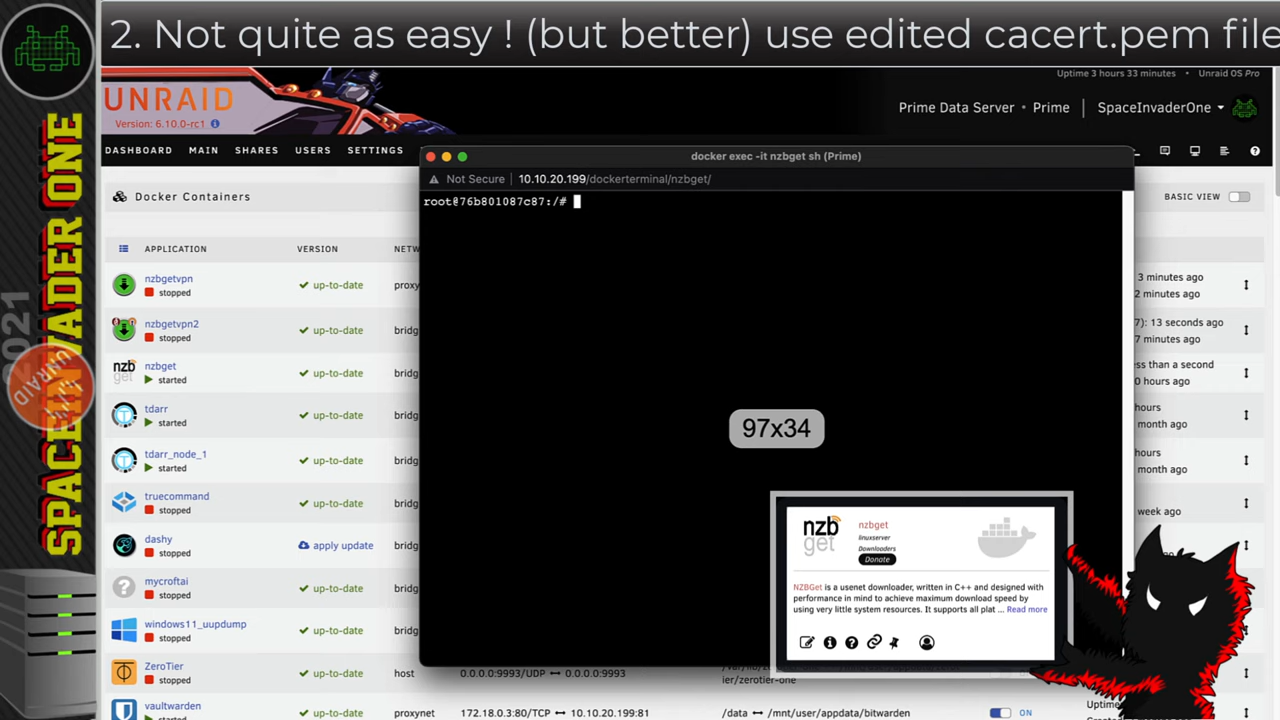 2. Not quite as easy ! (but better) use edited cacert.pem file
2021
SPACEINVADER ONE
UNRAID
Uptime 3 hours 33 minutes • Unraid OS Pro
UNRAID
Version: 6.10.0-rc1
Prime Data Server • Prime
SpaceInvaderOne
DASHBOARD MAIN SHARES USERS SETTINGS
docker exec -it nzbget sh (Prime)
Not Secure 10.10.20.199/dockerterminal/nzbget/
root@76b801087c87:/#
97x34
Docker Containers
BASIC VIEW
APPLICATION VERSION
nzbgetvpn
stopped
up-to-date
3 minutes ago
2 minutes ago
nzbgetvpn2
stopped
up-to-date
7): 13 seconds ago
7 minutes ago
nzbget
nzbget
started
up-to-date
ess than a second
0 hours ago
tdarr
started
up-to-date
hours
month ago
tdarr_node_1
started
up-to-date
month ago
truecommand
stopped
up-to-date
week ago
dashy
stopped
apply update
mycroftai
stopped
up-to-date
windows11_uupdump
stopped
up-to-date
ZeroTier
stopped
up-to-date
host
0.0.0.0:9993/UDP ↔ 0.0.0.0:9993
ier/zerotier-one
vaultwarden
started
up-to-date
proxynet
172.18.0.3:80/TCP ↔ 10.10.20.199:81
/data ↔ /mnt/user/appdata/bitwarden
ON
Uptime:
nzbget
nzbget
linuxserver
Downloaders
Donate
NZBGet is a usenet downloader, written in C++ and designed with
performance in mind to achieve maximum download speed by
using very little system resources. It supports all plat ... Read more